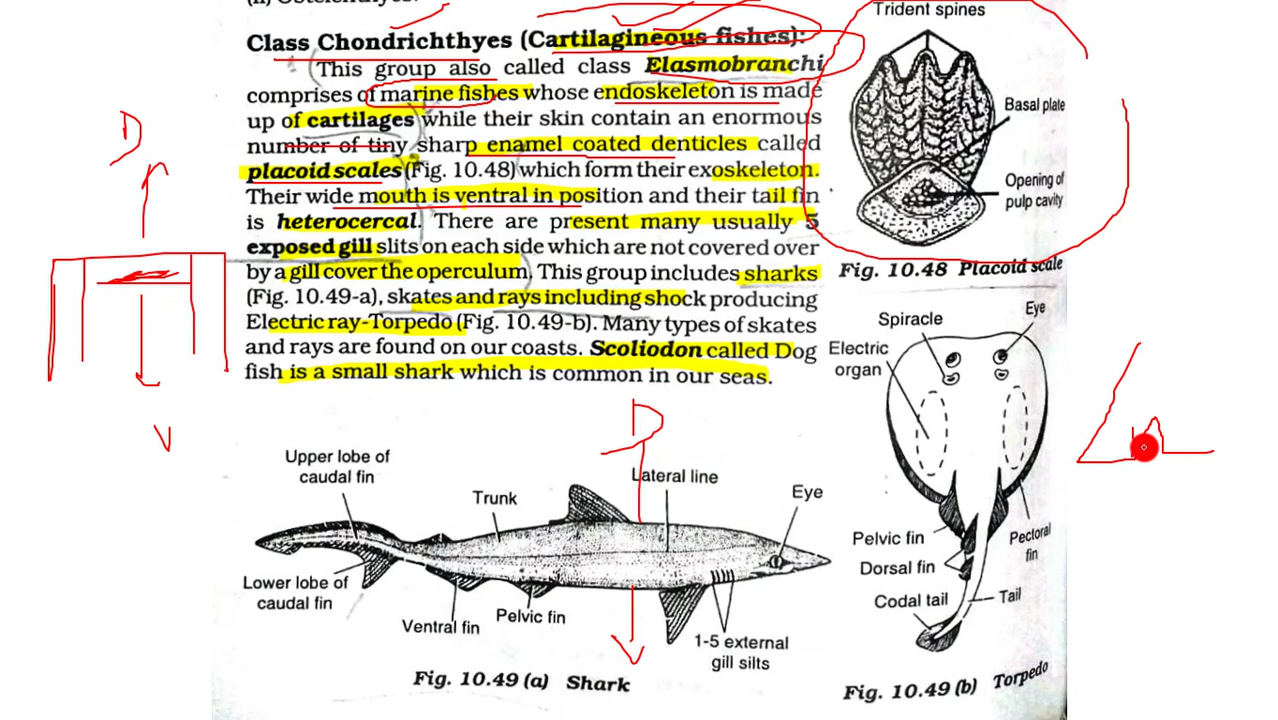 (ii) Osteichthyes.
Class Chondrichthyes (Cartilagineous fishes):
This group also called class Elasmobranchi
comprises of marine fishes whose endoskeleton is made
up of cartilages while their skin contain an enormous
number of tiny sharp enamel coated denticles called
placoid scales (Fig. 10.48) which form their exoskeleton.
Their wide mouth is ventral in position and their tail fin
is heterocercal. There are present many usually 5
exposed gill slits on each side which are not covered over
by a gill cover the operculum. This group includes sharks
(Fig. 10.49-a), skates and rays including shock producing
Electric ray-Torpedo (Fig. 10.49-b). Many types of skates
and rays are found on our coasts. Scoliodon called Dog
fish is a small shark which is common in our seas.
Trident spines
Basal plate
Opening of
pulp cavity
Fig. 10.48 Placoid scale
D
V
Spiracle
Eye
Electric
organ
Pelvic fin
Dorsal fin
Pectoral
fin
Codal tail
Tail
Fig. 10.49 (b) Torpedo
D
Upper lobe of
caudal fin
Trunk
Lateral line
Eye
Lower lobe of
caudal fin
Ventral fin
Pelvic fin
1-5 external
gill silts
Fig. 10.49 (a) Shark